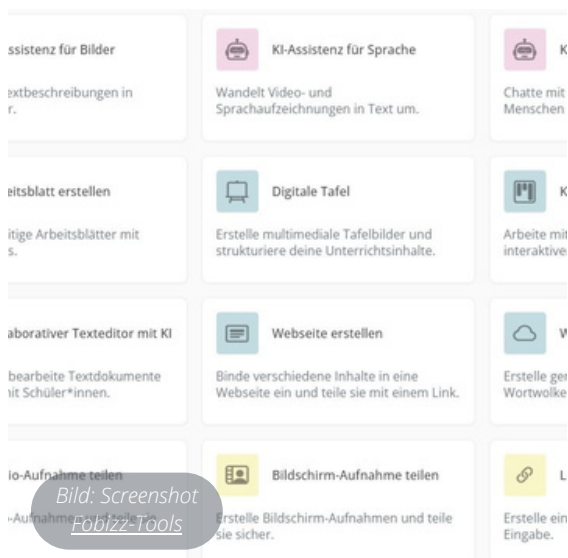 ssistenz für Bilder
extbeschreibungen in
r.
KI-Assistenz für Sprache
Wandelt Video- und
Sprachaufzeichnungen in Text um.
K
Chatte mit
Menschen
eitsblatt erstellen
itige Arbeitsblätter mit
s.
Digitale Tafel
Erstelle multimediale Tafelbilder und
strukturiere deine Unterrichtsinhalte.
K
Arbeite mit
interaktive
aborativer Texteditor mit KI
bearbeite Textdokumente
it Schüler*innen.
Webseite erstellen
Binde verschiedene Inhalte in eine
Webseite ein und teile sie mit einem Link.
W
Erstelle ge
Wortwolke
io-Aufnahme teilen
-Aufnahme
Bildschirm-Aufnahme teilen
Erstelle Bildschirm-Aufnahmen und teile
sie sicher.
L
Erstelle ein
Eingabe.
Bild: Screenshot
Fobizz-Tools